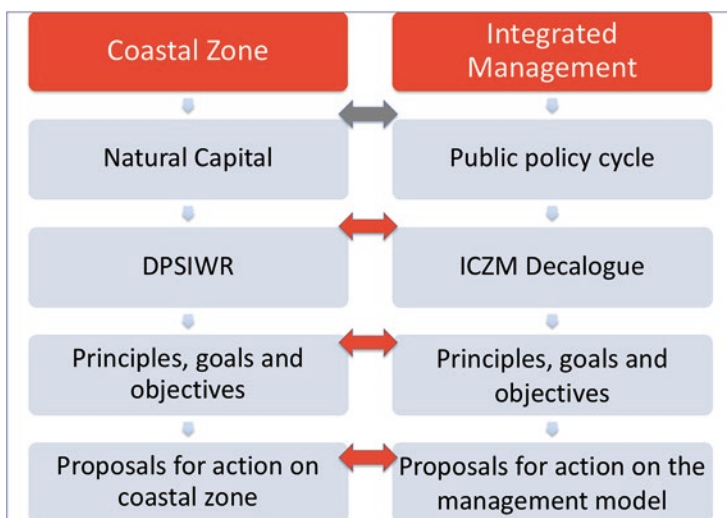 Coastal Zone
Integrated
Management
Natural Capital
Public policy cycle
DPSIWR
ICZM Decalogue
Principles, goals and
objectives
Principles, goals and
objectives
Proposals for action on
coastal zone
Proposals for action on the
management model